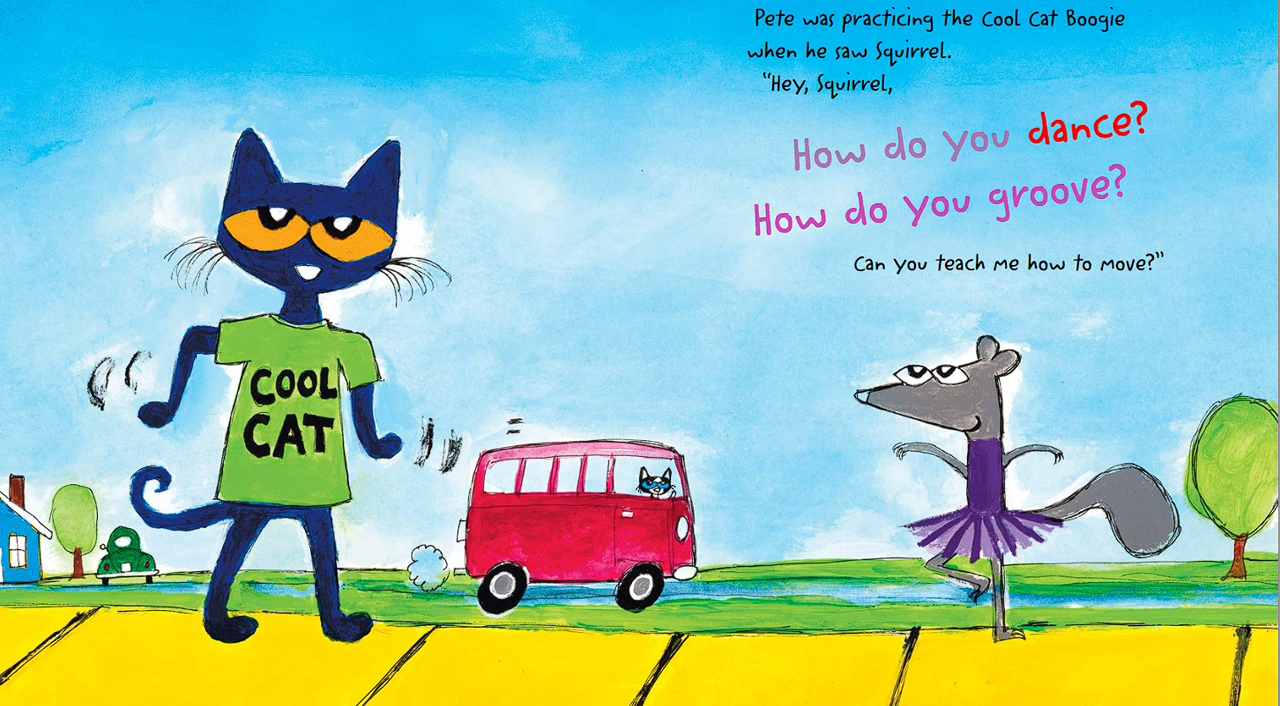 Pete was practicing the Cool Cat Boogie
when he saw Squirrel.
"Hey, Squirrel,
How do you dance?
How do you groove?
Can you teach me how to move?"
COOL
CAT